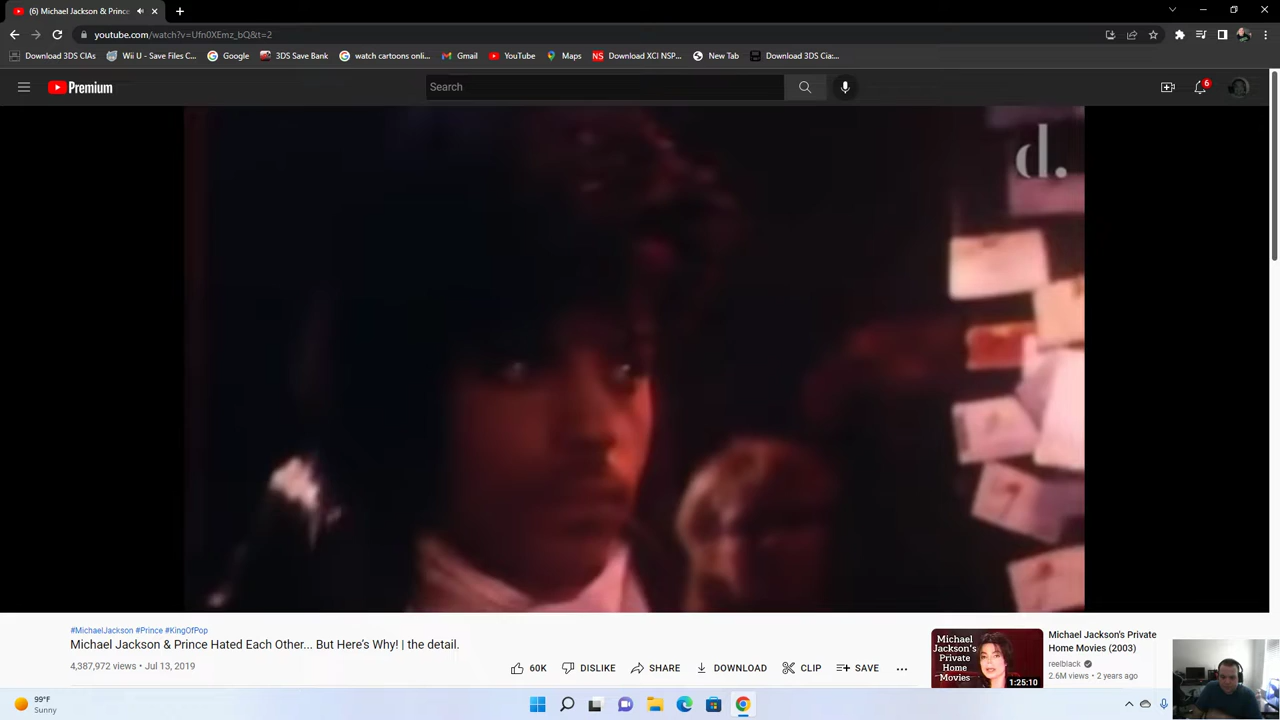 (6) Michael Jackson & Prince
youtube.com/watch?v=Ufn0XEmz_bQ&t=2
Download 3DS CIAs
Wii U - Save Files C...
Google
3DS Save Bank
watch cartoons onli...
Gmail
YouTube
Maps
NS Download XCI NSP...
New Tab
Download 3DS Cia:...
Premium
Search
6
d.
#MichaelJackson #Prince #KingOfPop
Michael Jackson & Prince Hated Each Other... But Here's Why! | the detail.
4,387,972 views • Jul 13, 2019
60K
DISLIKE
SHARE
DOWNLOAD
CLIP
SAVE
Michael Jackson's Private Home Movies
1:25:10
Michael Jackson's Private
Home Movies (2003)
reelblack
2.6M views • 2 years ago
99°F
Sunny